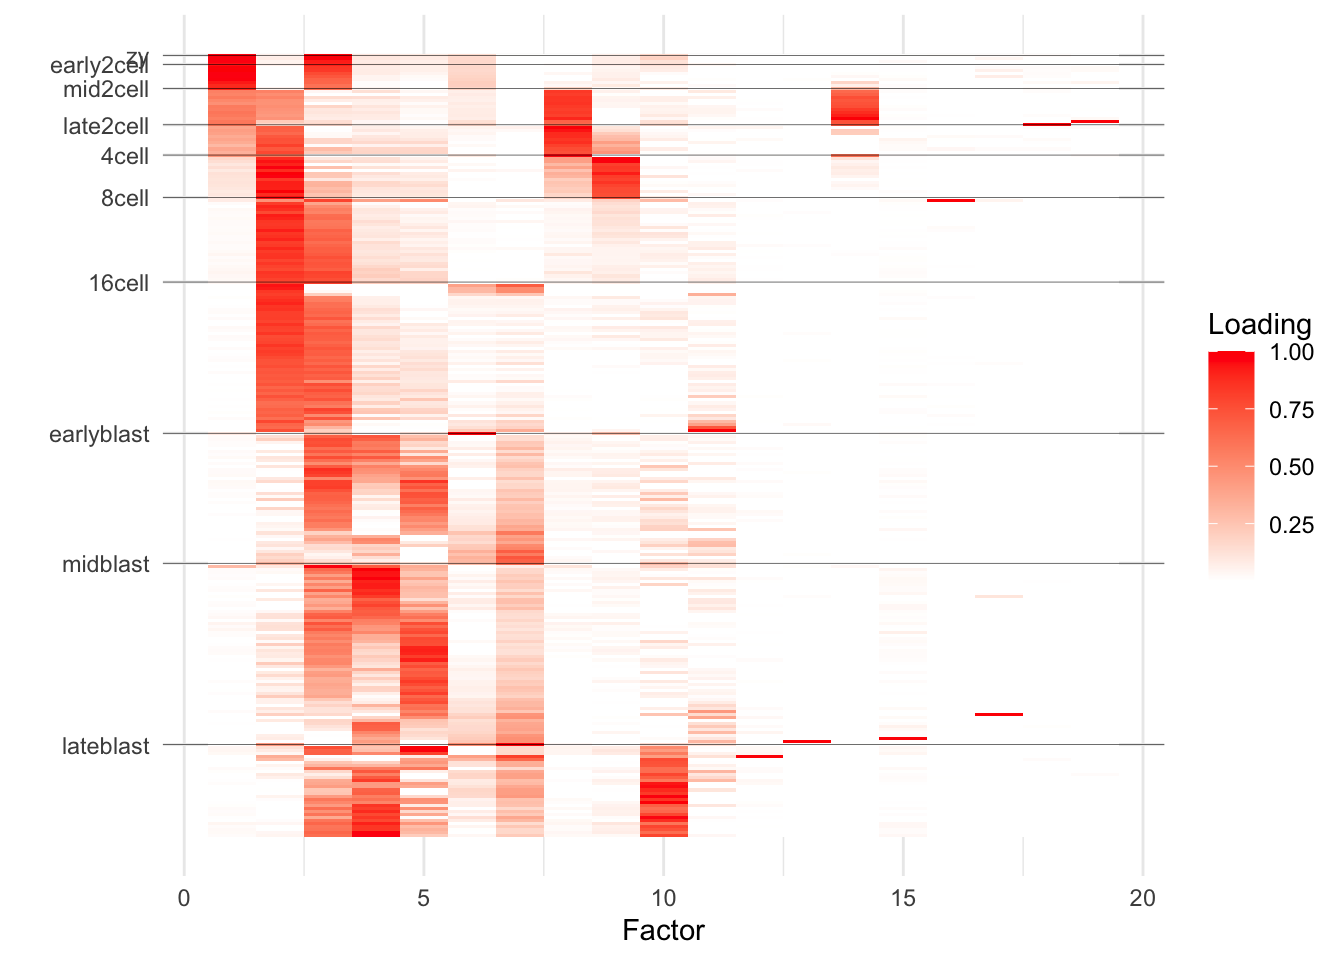 zy
early2cell
mid2cell
late2cell
4cell
8cell
16cell
earlyblast
midblast
lateblast
0 5 10 15 20
Factor
Loading
1.00
0.75
0.50
0.25